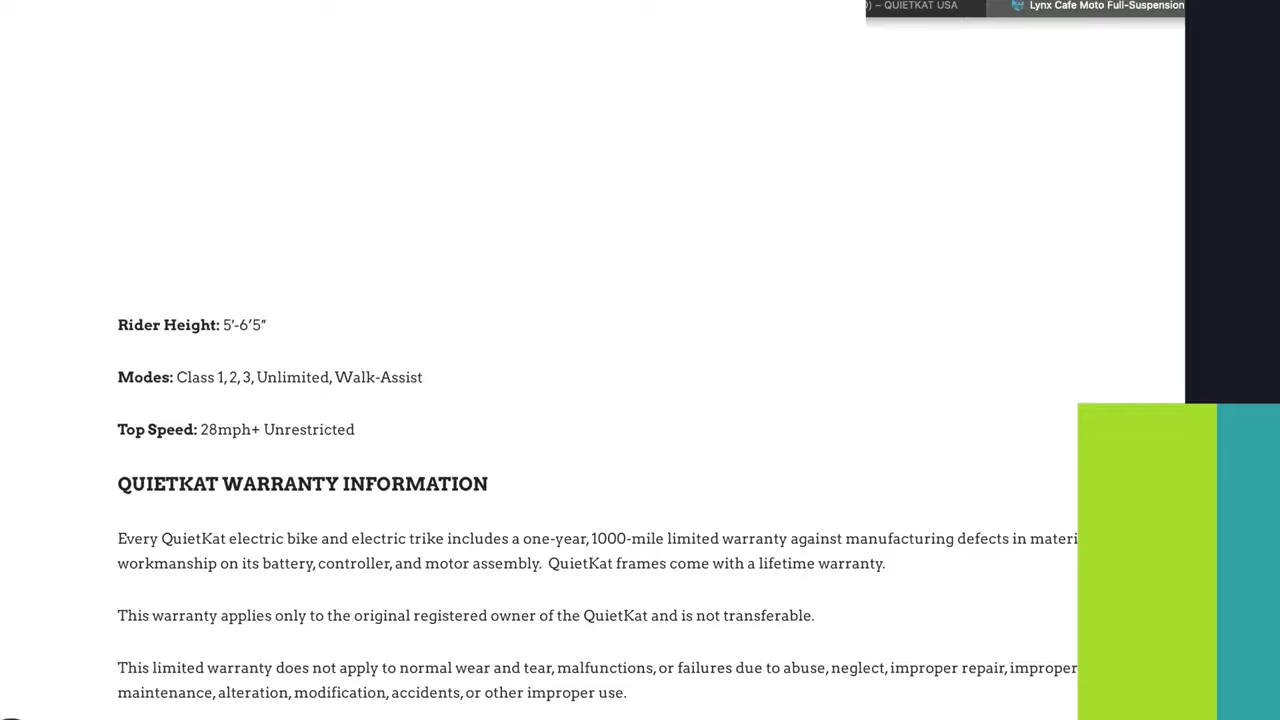 – QUIETKAT USA
Lynx Cafe Moto Full-Suspension
Rider Height: 5'-6'5"
Modes: Class 1, 2, 3, Unlimited, Walk-Assist
Top Speed: 28mph+ Unrestricted
QUIETKAT WARRANTY INFORMATION
Every QuietKat electric bike and electric trike includes a one-year, 1000-mile limited warranty against manufacturing defects in materi
workmanship on its battery, controller, and motor assembly. QuietKat frames come with a lifetime warranty.
This warranty applies only to the original registered owner of the QuietKat and is not transferable.
This limited warranty does not apply to normal wear and tear, malfunctions, or failures due to abuse, neglect, improper repair, improper
maintenance, alteration, modification, accidents, or other improper use.